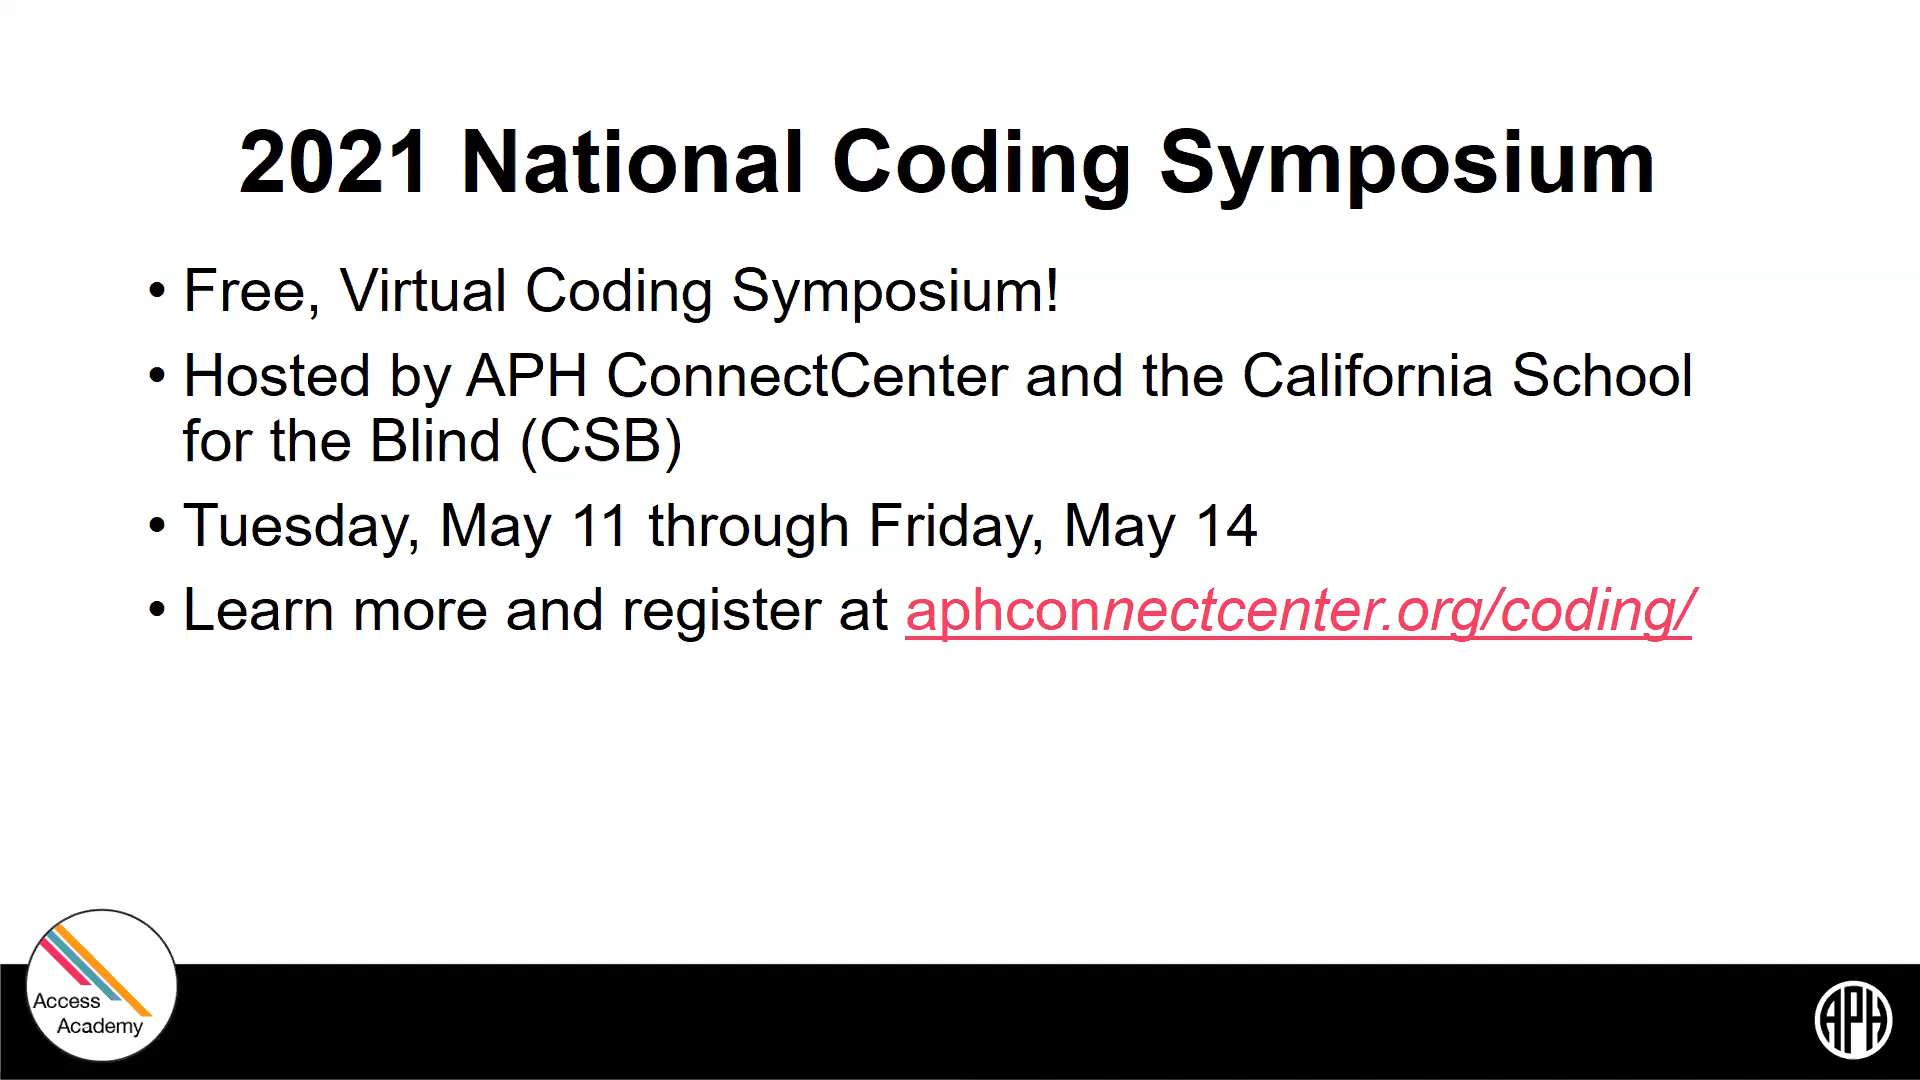 2021 National Coding Symposium
• Free, Virtual Coding Symposium!
• Hosted by APH ConnectCenter and the California School
for the Blind (CSB)
• Tuesday, May 11 through Friday, May 14
• Learn more and register at aphconnectcenter.org/coding/
Access
Academy
APH